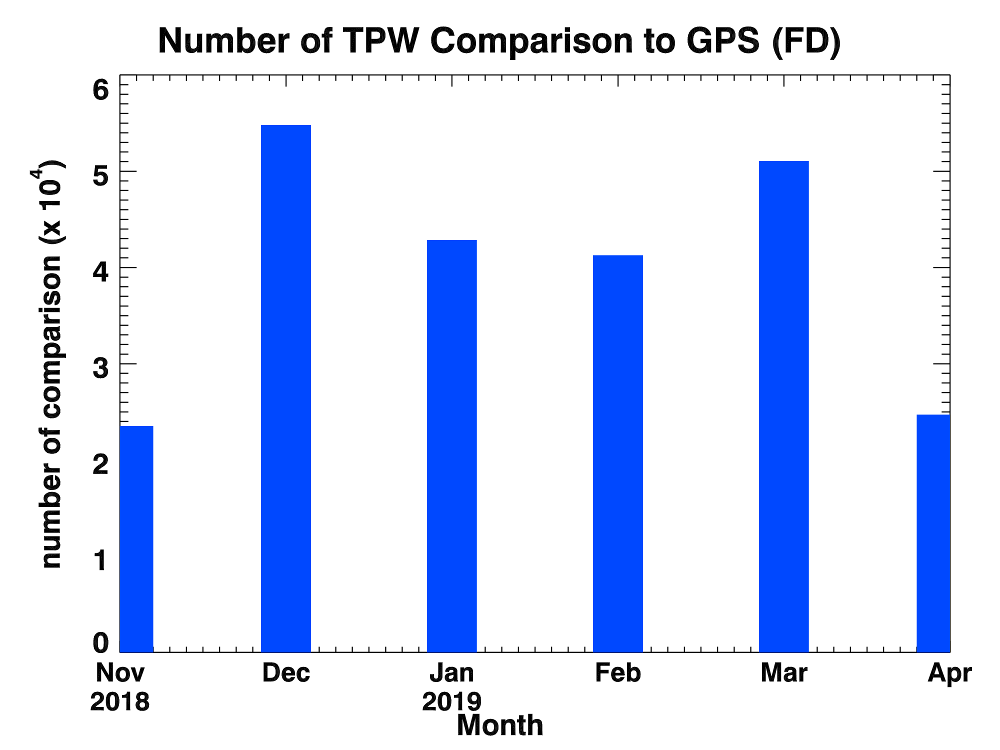 Number of TPW Comparison to GPS (FD)
number of comparison (x 10⁴)
6
5
4
3
2
1
0
Nov Dec Jan Feb Mar Apr
2018 2019
Month